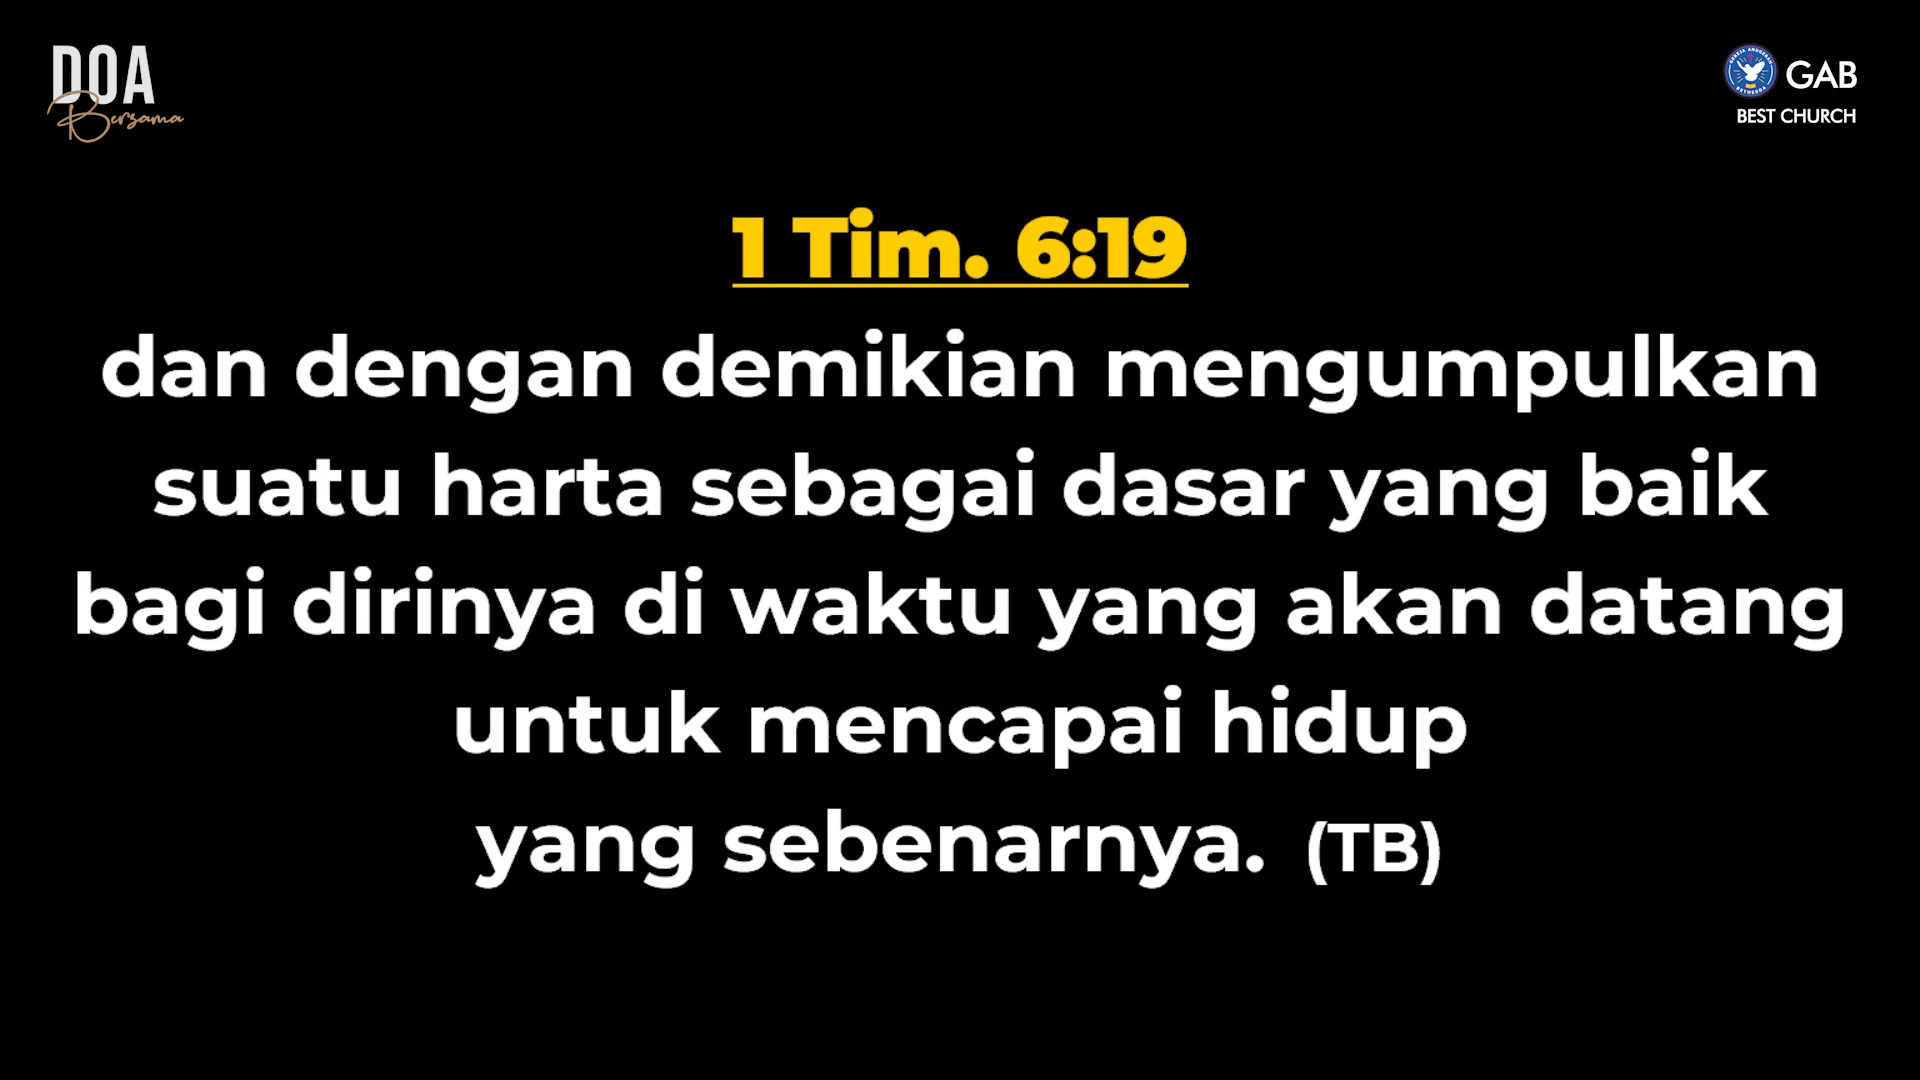 DOA
Bersama
GAB
BEST CHURCH
1 Tim. 6:19
dan dengan demikian mengumpulkan
suatu harta sebagai dasar yang baik
bagi dirinya di waktu yang akan datang
untuk mencapai hidup
yang sebenarnya. (TB)